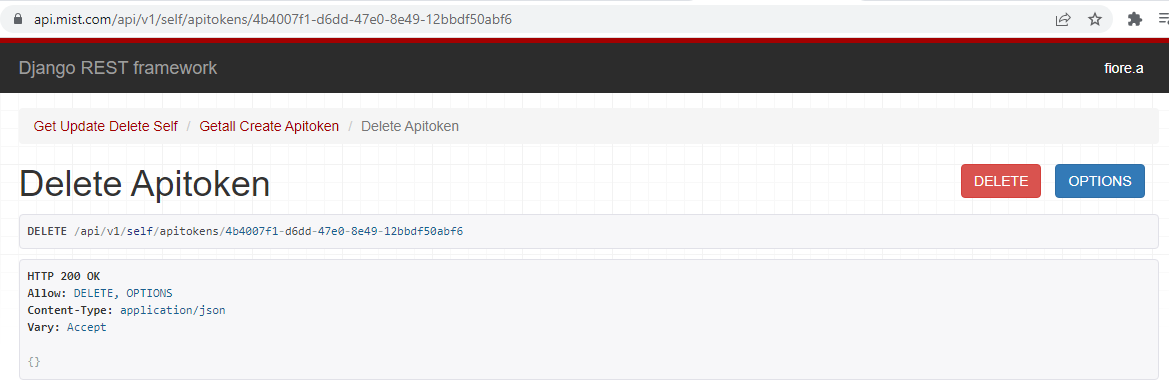 api.mist.com/api/v1/self/apitokens/4b4007f1-d6dd-47e0-8e49-12bbdf50abf6
Django REST framework fiore.a
Get Update Delete Self / Getall Create Apitoken / Delete Apitoken
Delete Apitoken DELETE OPTIONS
DELETE /api/v1/self/apitokens/4b4007f1-d6dd-47e0-8e49-12bbdf50abf6
HTTP 200 OK
Allow: DELETE, OPTIONS
Content-Type: application/json
Vary: Accept
{}